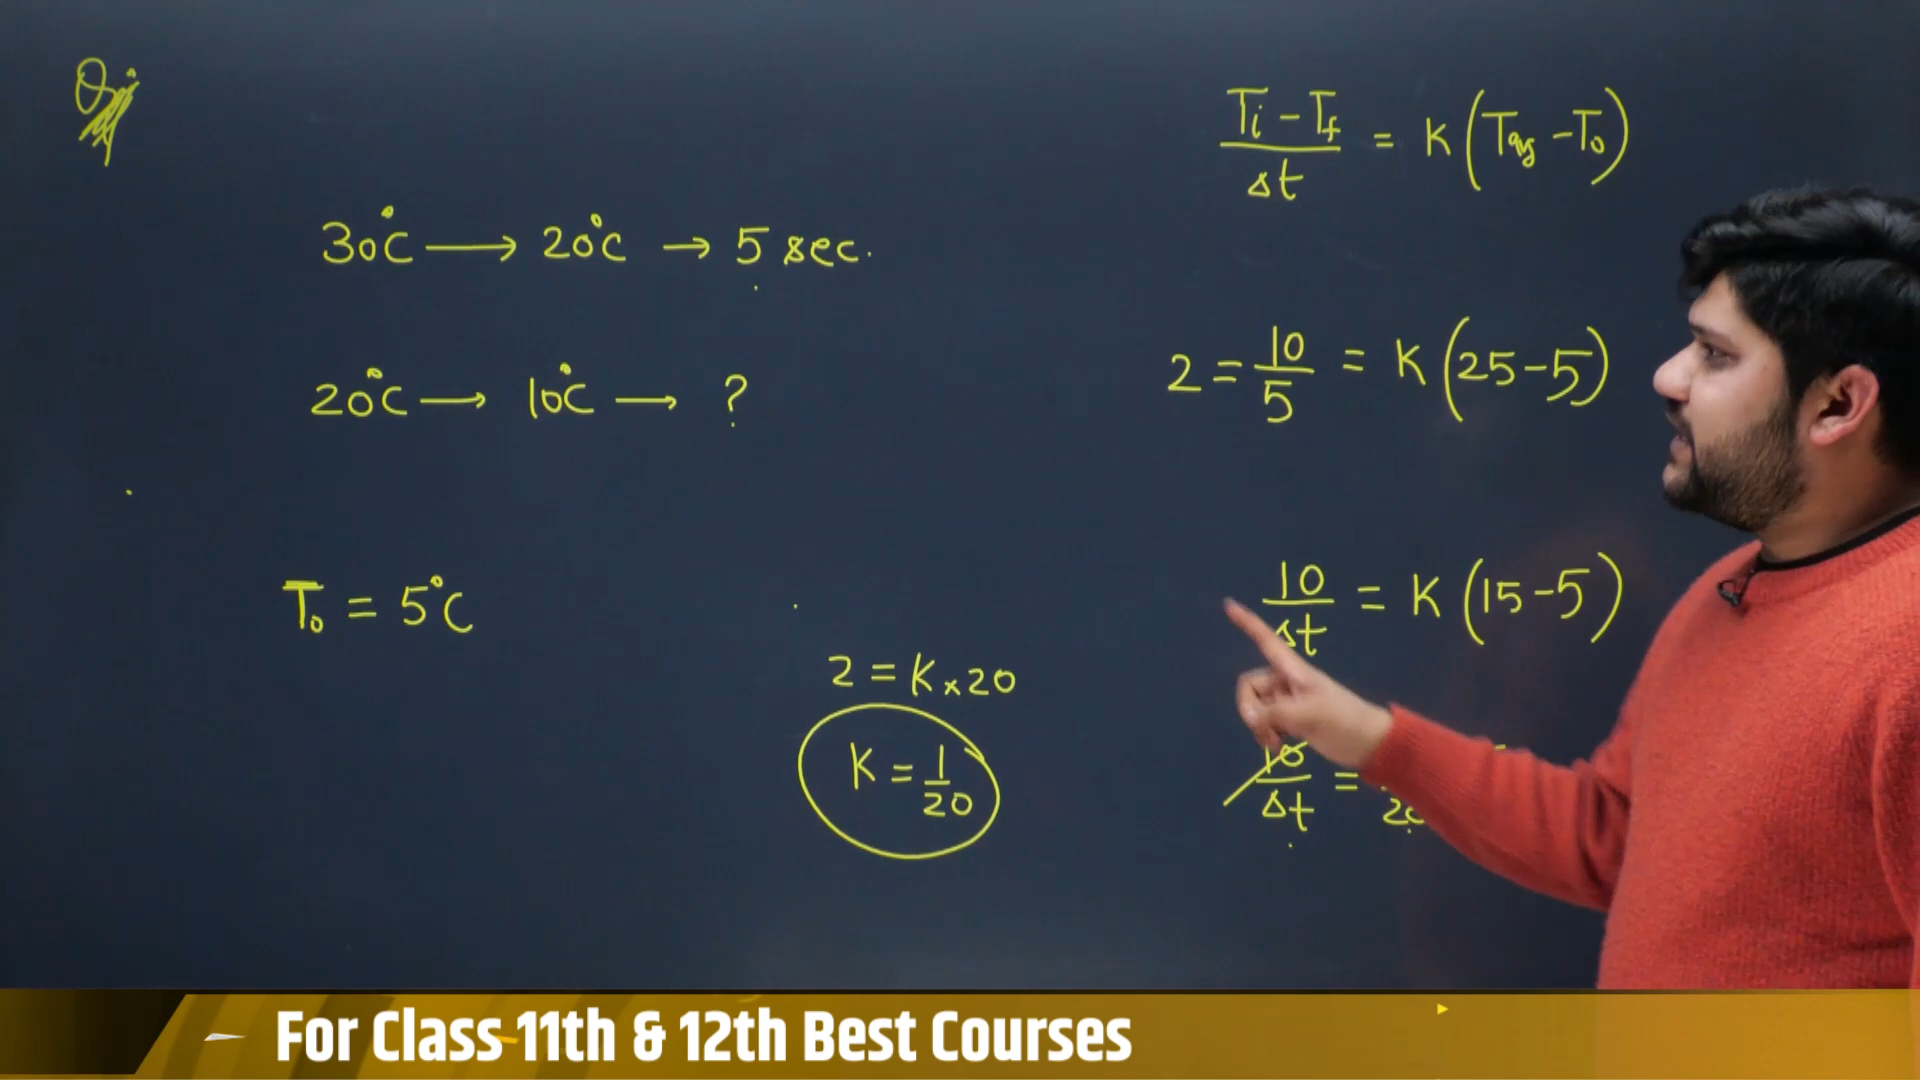 Q
30°C ⟶ 20°C → 5 sec.
20°C ⟶ 10°C ⟶ ?
T₀ = 5°C
2 = K × 20
K = 1/20
(Ti - Tf)/Δt = K (Tavg - T₀)
2 = 10/5 = K (25 - 5)
10/Δt = K (15 - 5)
10/Δt =
For Class 11th & 12th Best Courses